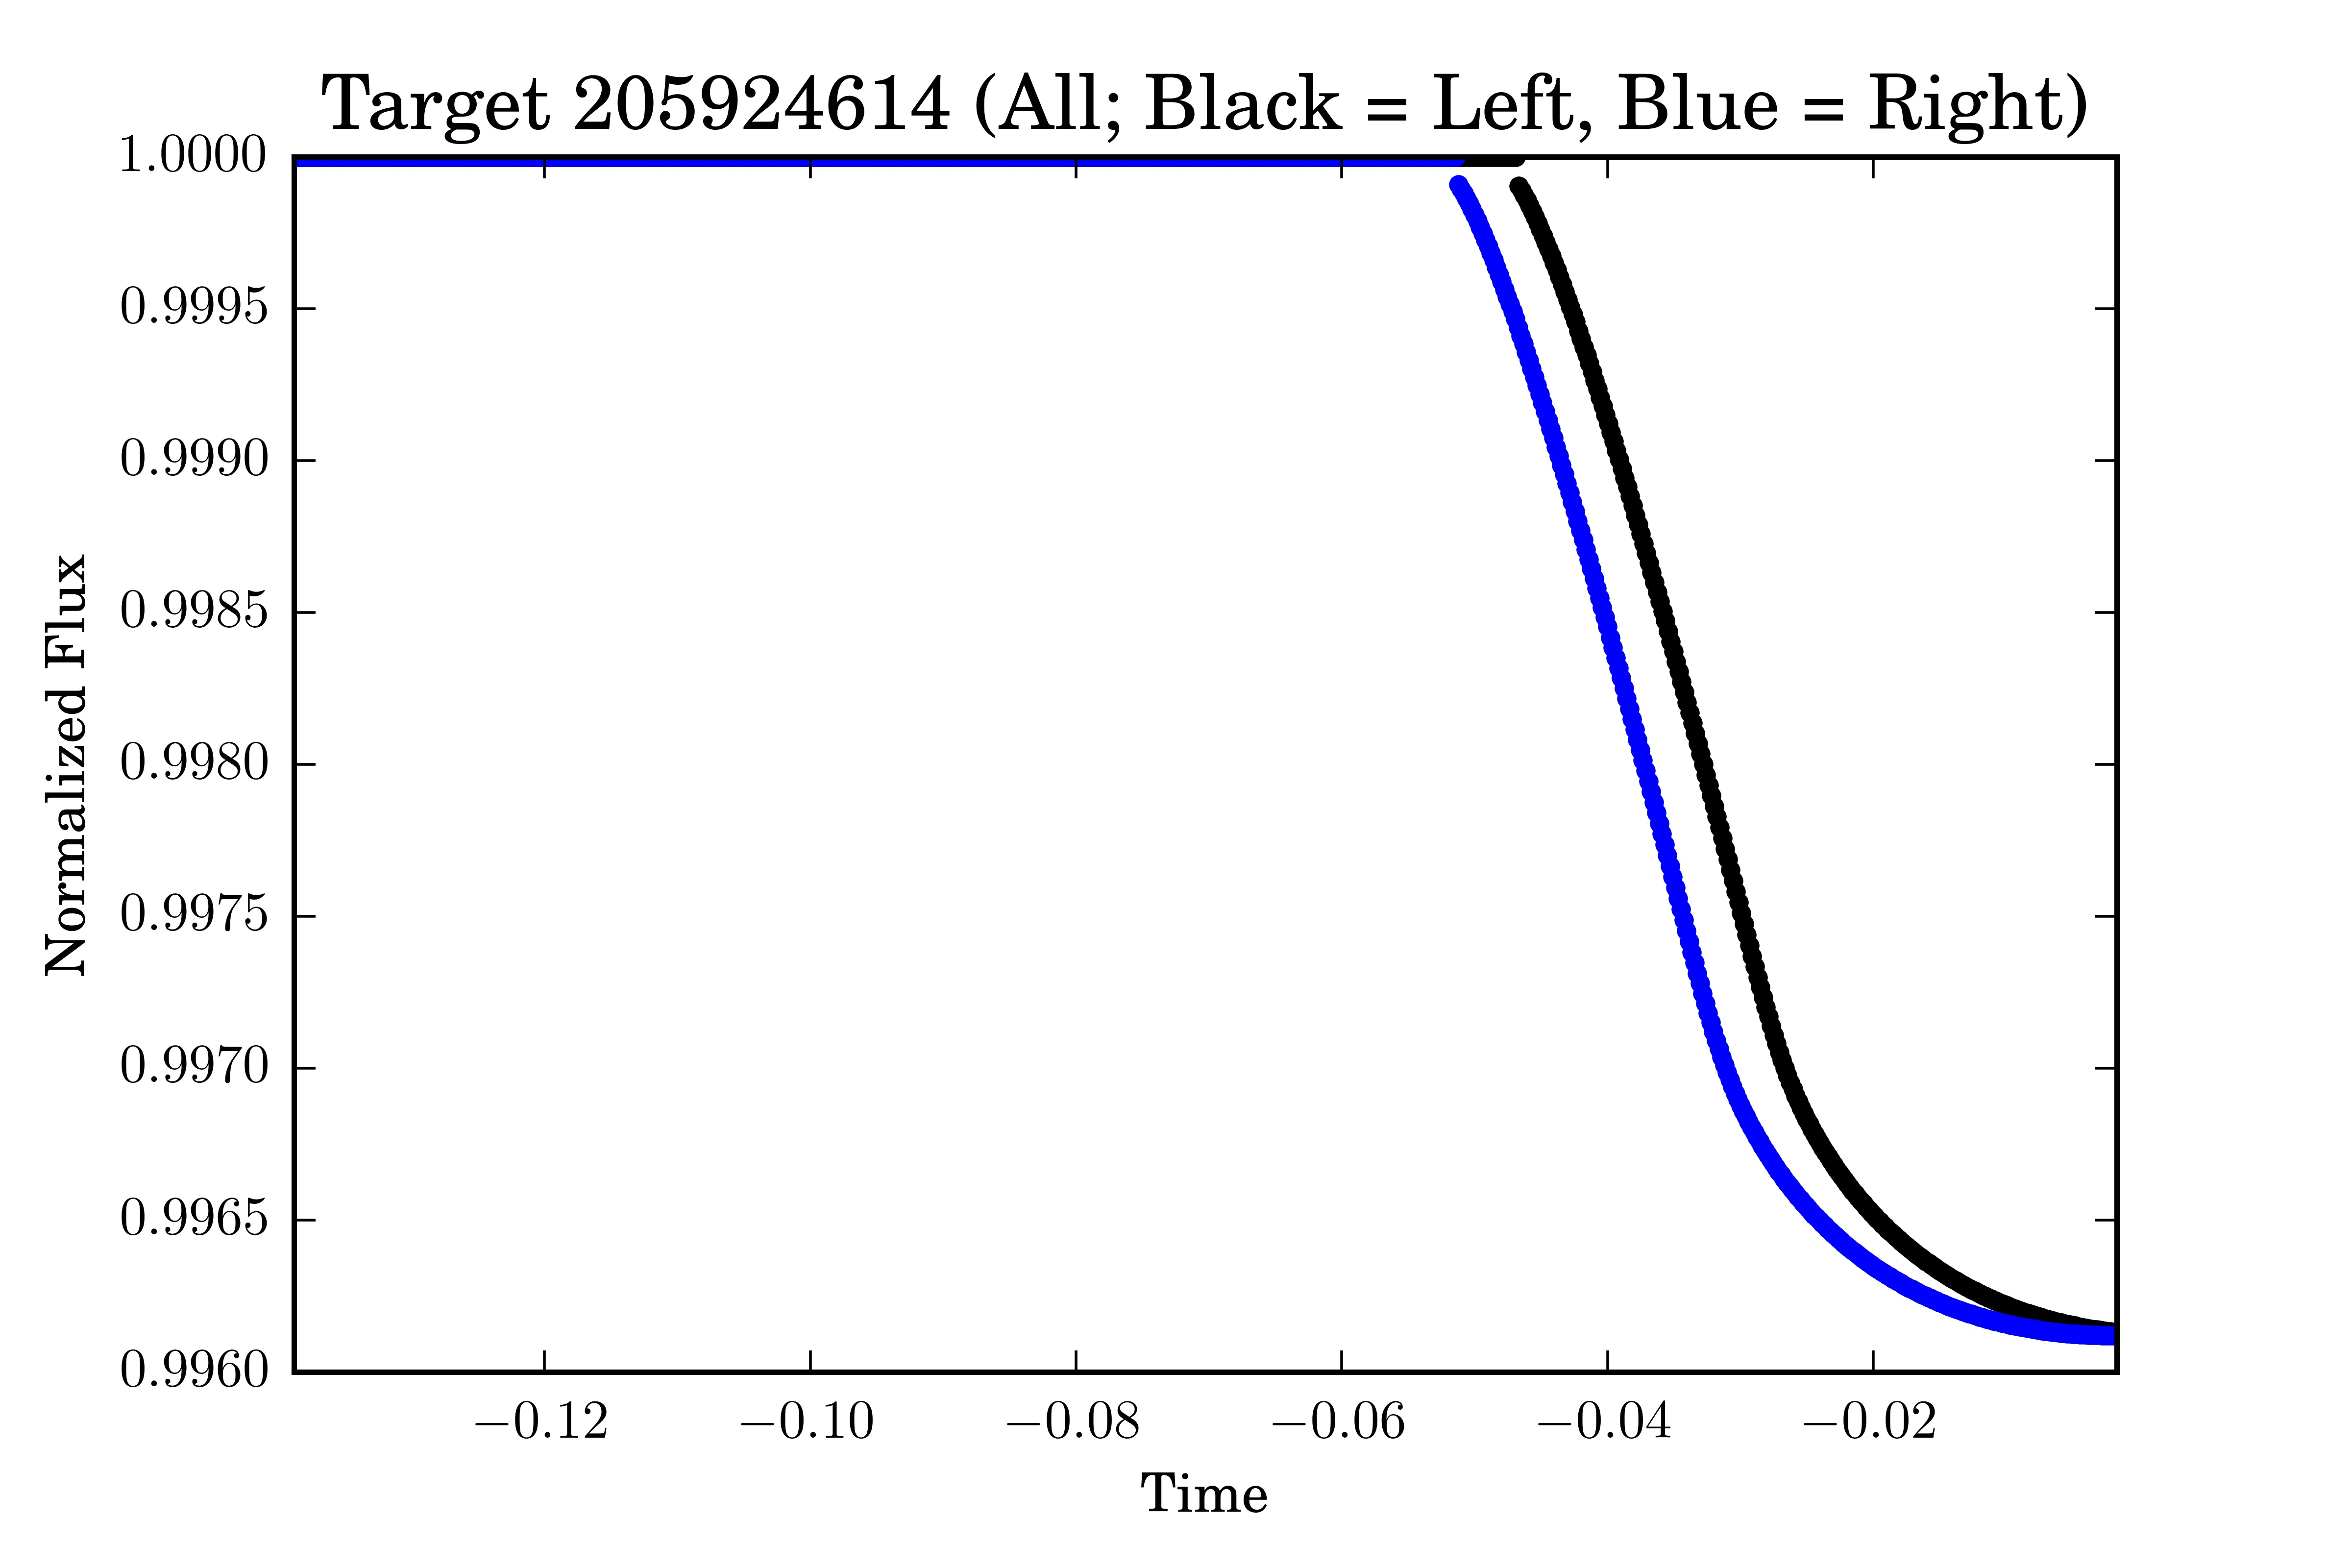 Target 205924614 (All; Black = Left, Blue = Right)
1.0000
0.9995
0.9990
0.9985
0.9980
0.9975
0.9970
0.9965
0.9960
Normalized Flux
−0.12 −0.10 −0.08 −0.06 −0.04 −0.02
Time